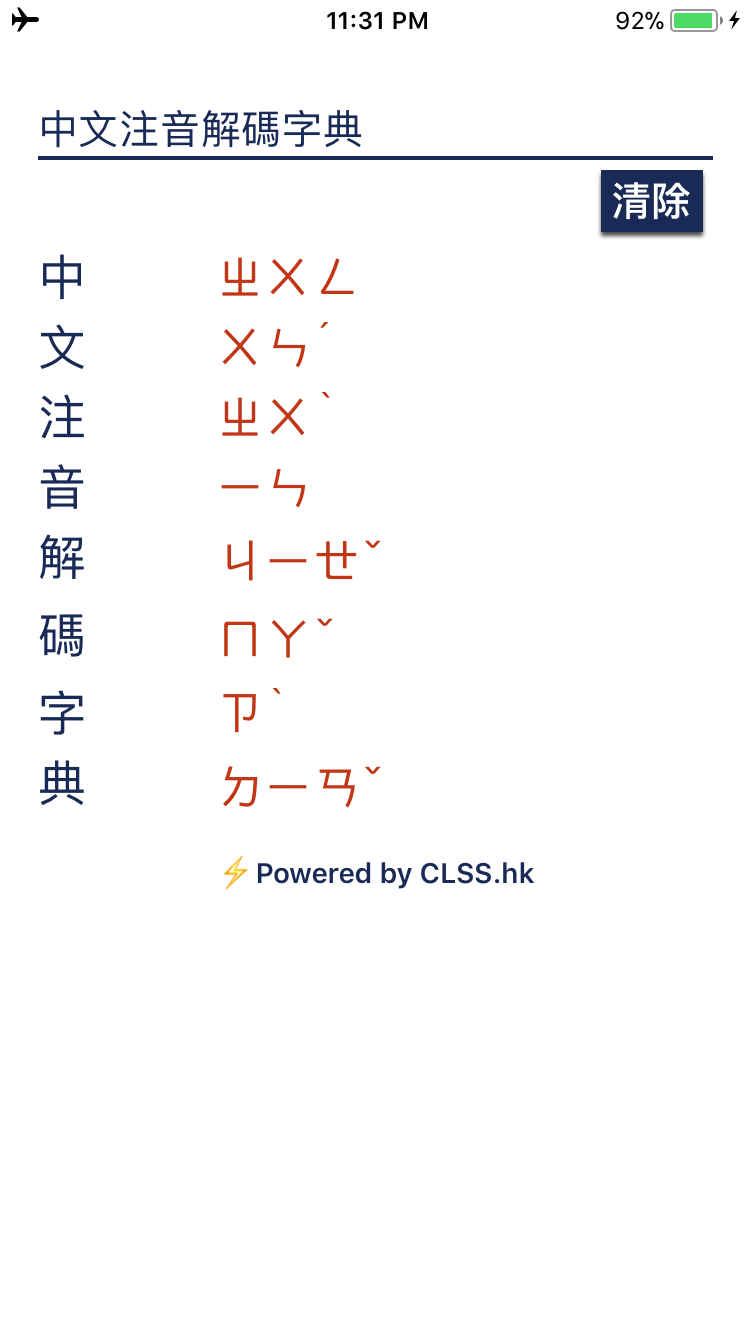 11:31 PM 92%
中文注音解碼字典
清除
中 ㄓㄨㄥ
文 ㄨㄣˊ
注 ㄓㄨˋ
音 ㄧㄣ
解 ㄐㄧㄝˇ
碼 ㄇㄚˇ
字 ㄗˋ
典 ㄉㄧㄢˇ
⚡Powered by CLSS.hk